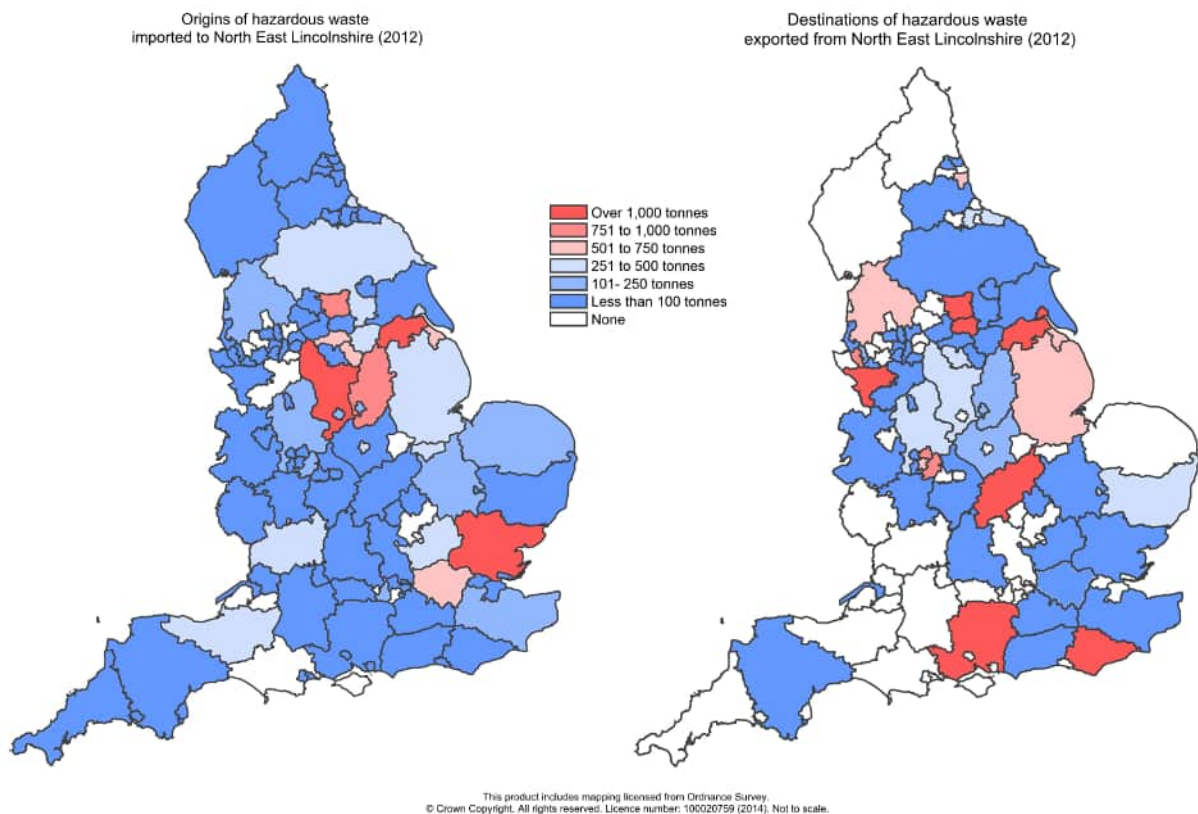 Origins of hazardous waste
imported to North East Lincolnshire (2012)
Destinations of hazardous waste
exported from North East Lincolnshire (2012)
Over 1,000 tonnes
751 to 1,000 tonnes
501 to 750 tonnes
251 to 500 tonnes
101- 250 tonnes
Less than 100 tonnes
None
This product includes mapping licensed from Ordnance Survey.
© Crown Copyright. All rights reserved. Licence number: 100020759 (2014). Not to scale.